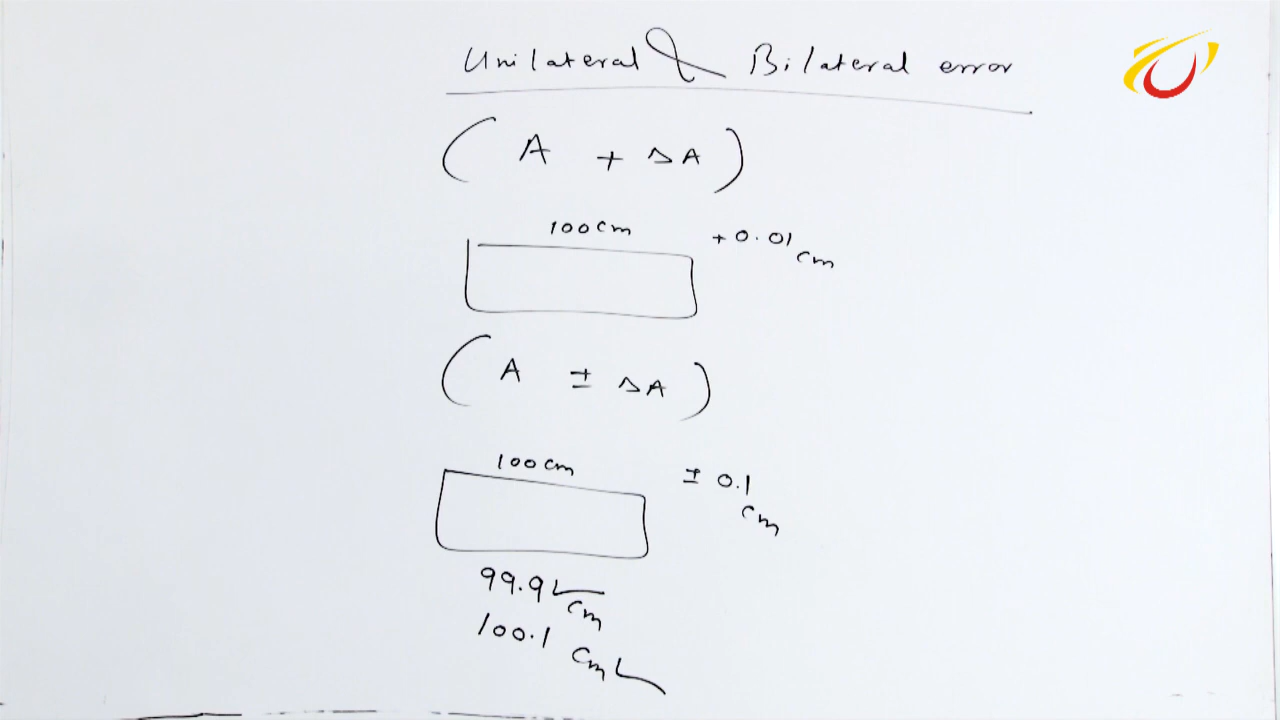 Unilateral & Bilateral error
( A + ΔA )
100cm +0.01 cm
( A ± ΔA )
100cm ± 0.1 cm
99.9 cm
100.1 cm